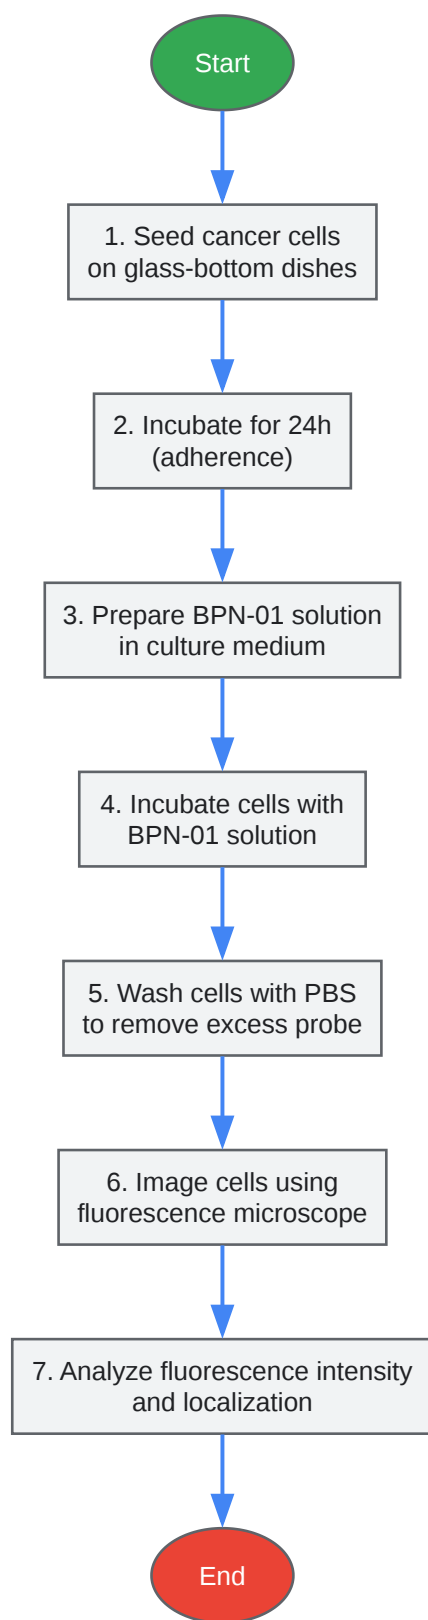 Start
1. Seed cancer cells
on glass-bottom dishes
2. Incubate for 24h
(adherence)
3. Prepare BPN-01 solution
in culture medium
4. Incubate cells with
BPN-01 solution
5. Wash cells with PBS
to remove excess probe
6. Image cells using
fluorescence microscope
7. Analyze fluorescence intensity
and localization
End